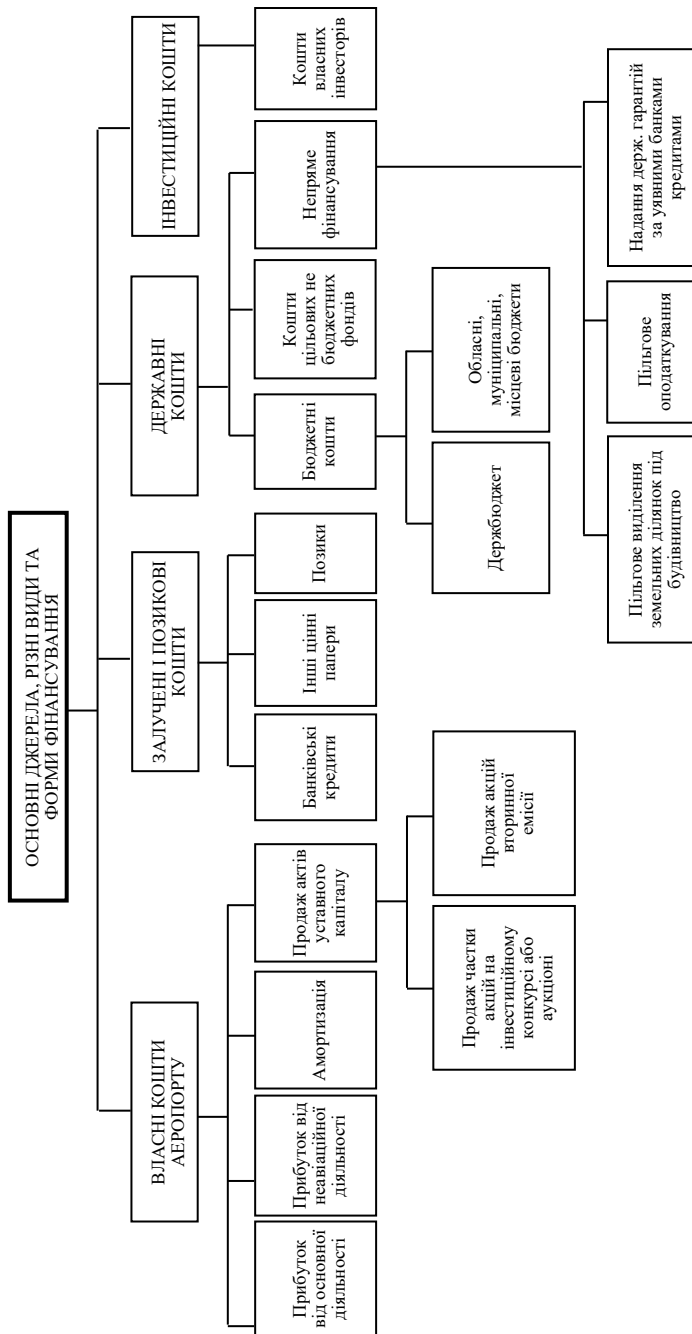 ОСНОВНІ ДЖЕРЕЛА, РІЗНІ ВИДИ ТА
ФОРМИ ФІНАНСУВАННЯ
ВЛАСНІ КОШТИ
АЕРОПОРТУ
ЗАЛУЧЕНІ І ПОЗИКОВІ
КОШТИ
ДЕРЖАВНІ
КОШТИ
ІНВЕСТИЦІЙНІ КОШТИ
Прибуток
від основної
діяльності
Прибуток від
неавіаційної
діяльності
Амортизація
Продаж актів
уставного
капіталу
Банківські
кредити
Інші цінні
папери
Позики
Бюджетні
кошти
Кошти
цільових не
бюджетних
фондів
Непряме
фінансування
Кошти
власних
інвесторів
Продаж частки
акцій на
інвестиційному
конкурсі або
аукціоні
Продаж акцій
вторинної
емісії
Держбюджет
Обласні,
муніципальні,
місцеві бюджети
Пільгове виділення
земельних ділянок під
будівництво
Пільгове
оподаткування
Надання держ. гарантій
за уявними банками
кредитами